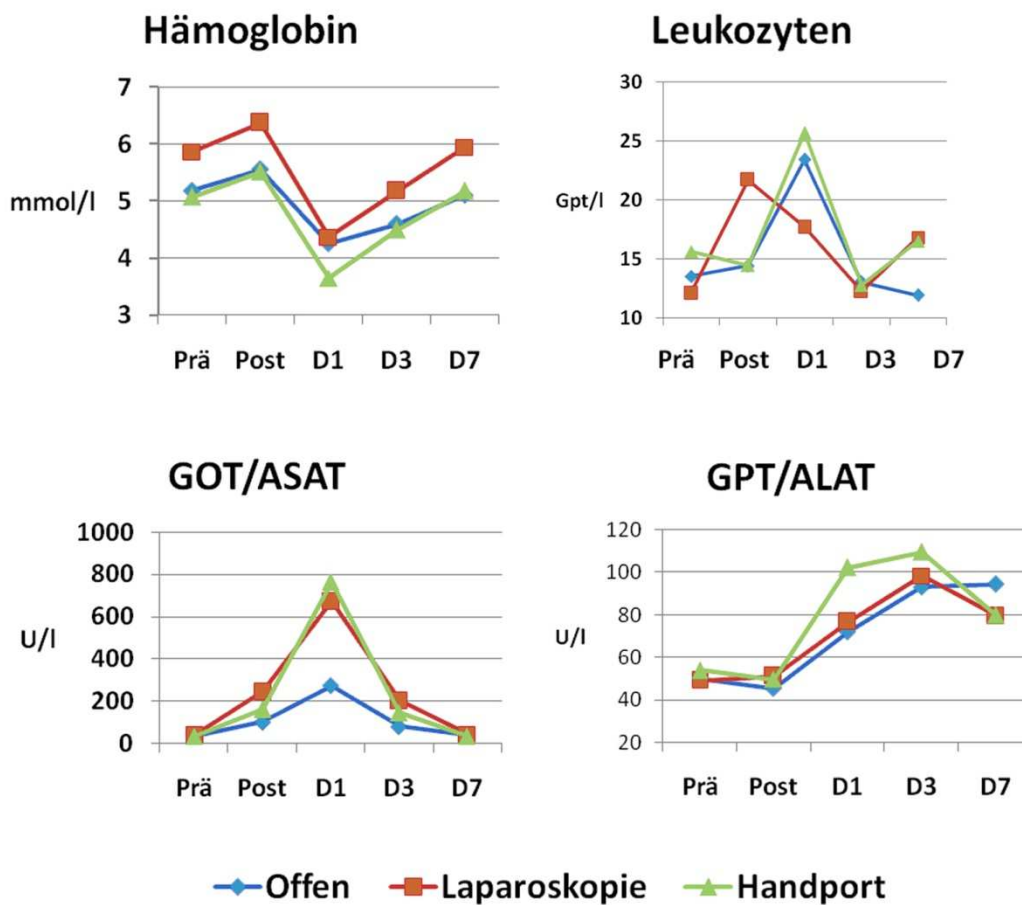 Hämoglobin
7
6
5
4
3
mmol/l
Prä Post D1 D3 D7
Leukozyten
30
25
20
15
10
Gpt/l
Prä Post D1 D3 D7
GOT/ASAT
1000
800
600
400
200
0
U/l
Prä Post D1 D3 D7
GPT/ALAT
120
100
80
60
40
20
U/l
Prä Post D1 D3 D7
Offen Laparoskopie Handport